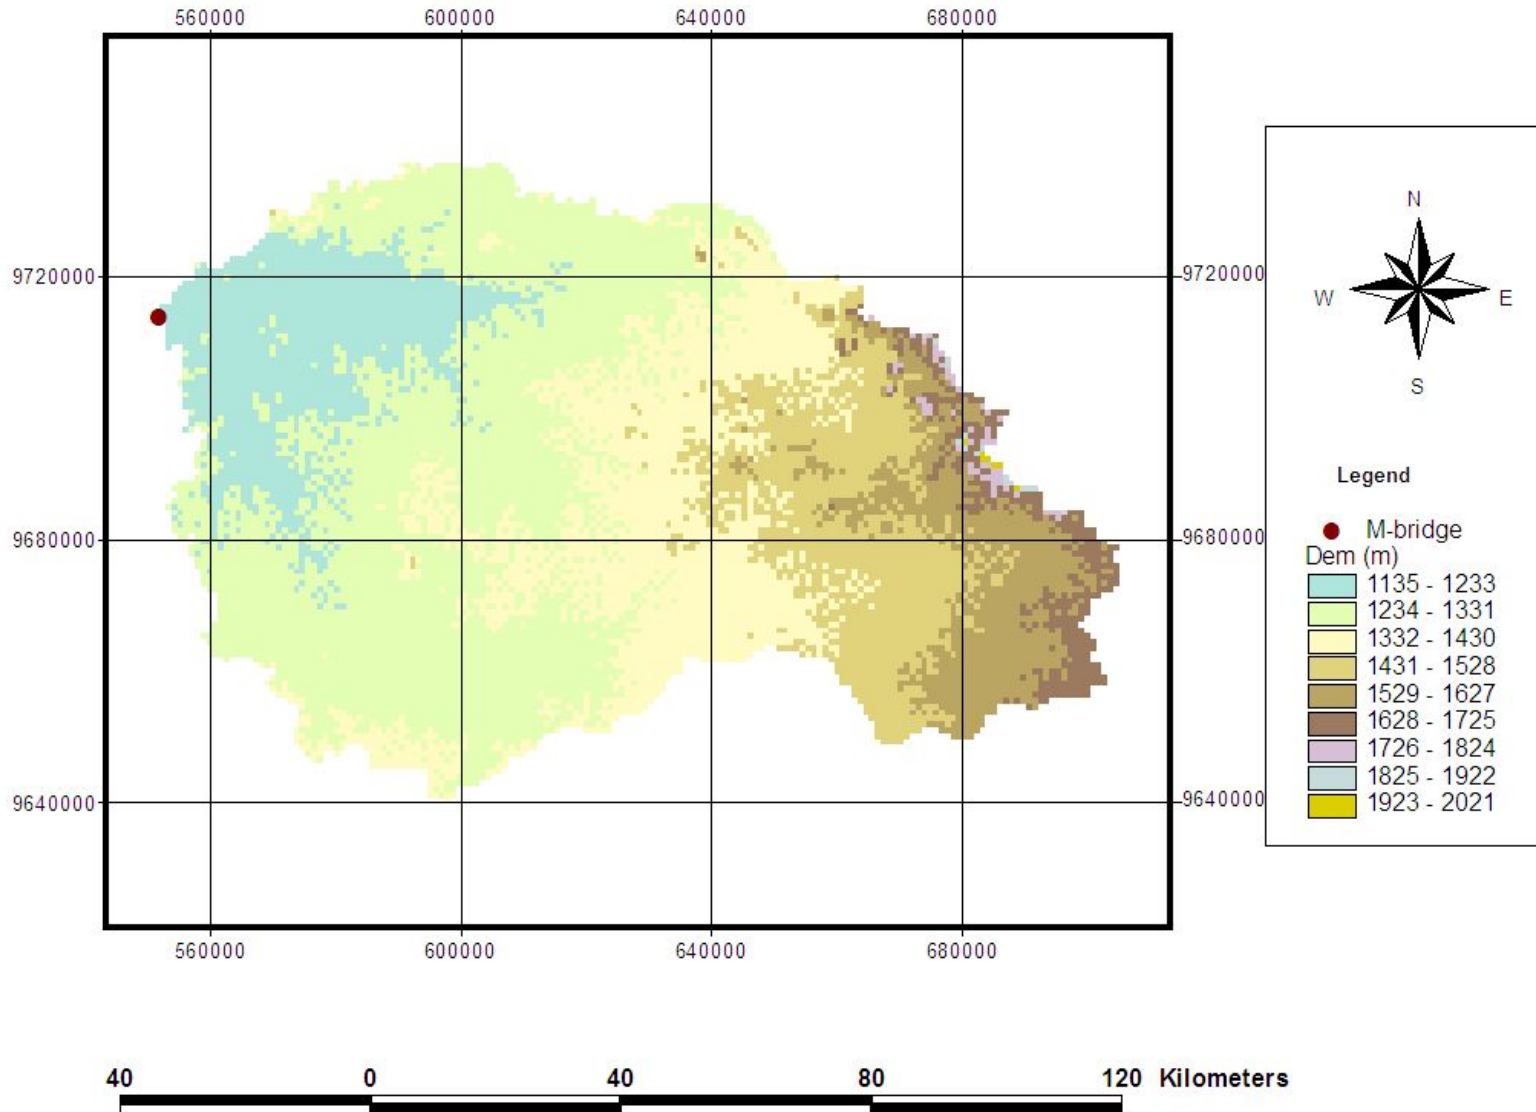 560000 600000 640000 680000
9720000 9720000
9680000 9680000
9640000 9640000
560000 600000 640000 680000
N
W E
S
Legend
M-bridge
Dem (m)
1135 - 1233
1234 - 1331
1332 - 1430
1431 - 1528
1529 - 1627
1628 - 1725
1726 - 1824
1825 - 1922
1923 - 2021
40 0 40 80 120 Kilometers